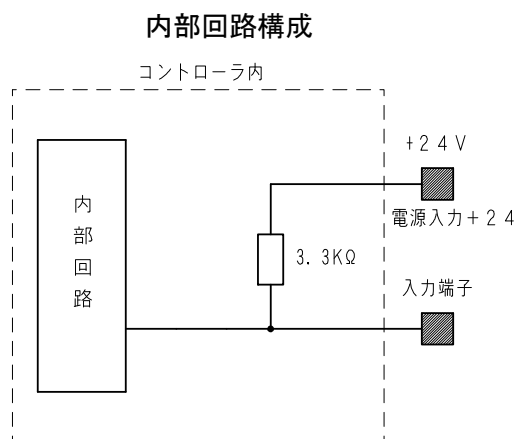 内部回路構成
コントローラ内
+24V
電源入力+24
内部回路
3.3KΩ
入力端子